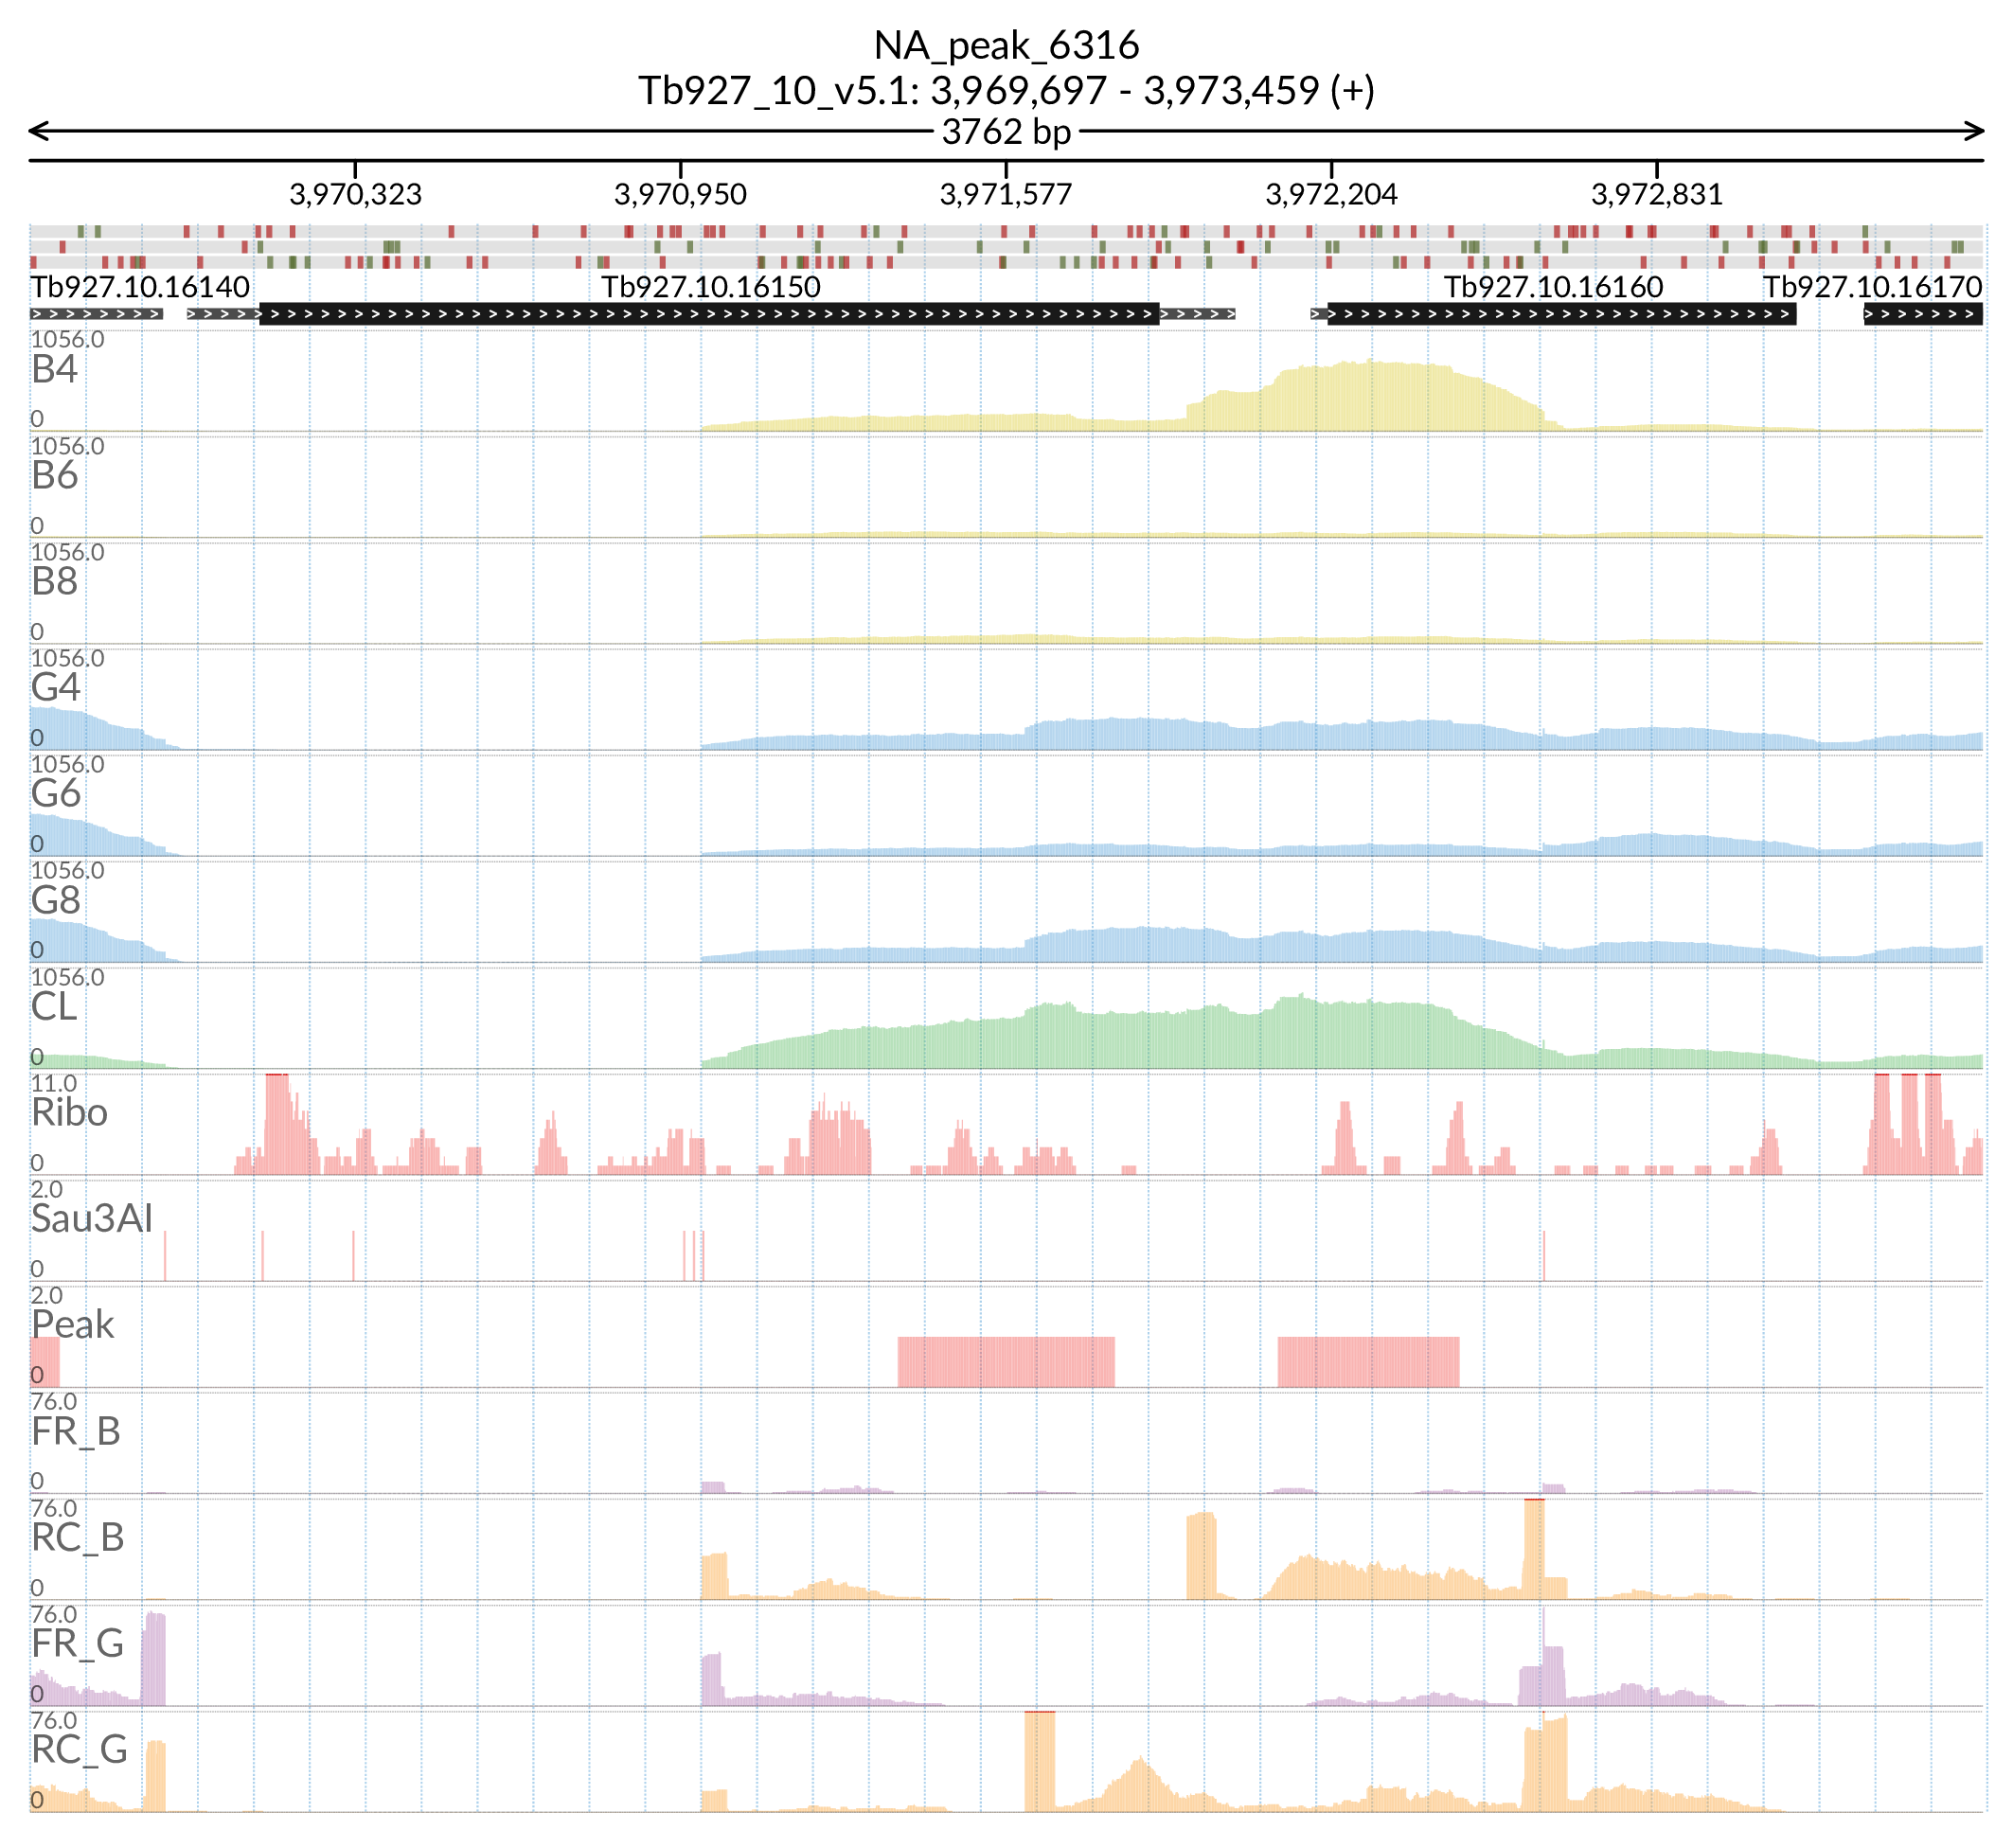 NA_peak_6316
Tb927_10_v5.1: 3,969,697 - 3,973,459 (+)
3762 bp
3,970,323 3,970,950 3,971,577 3,972,204 3,972,831
Tb927.10.16140 Tb927.10.16150 Tb927.10.16160 Tb927.10.16170
1056.0
B4
0
1056.0
B6
0
1056.0
B8
0
1056.0
G4
0
1056.0
G6
0
1056.0
G8
0
1056.0
CL
0
11.0
Ribo
0
2.0
Sau3AI
0
2.0
Peak
0
76.0
FR_B
0
76.0
RC_B
0
76.0
FR_G
0
76.0
RC_G
0